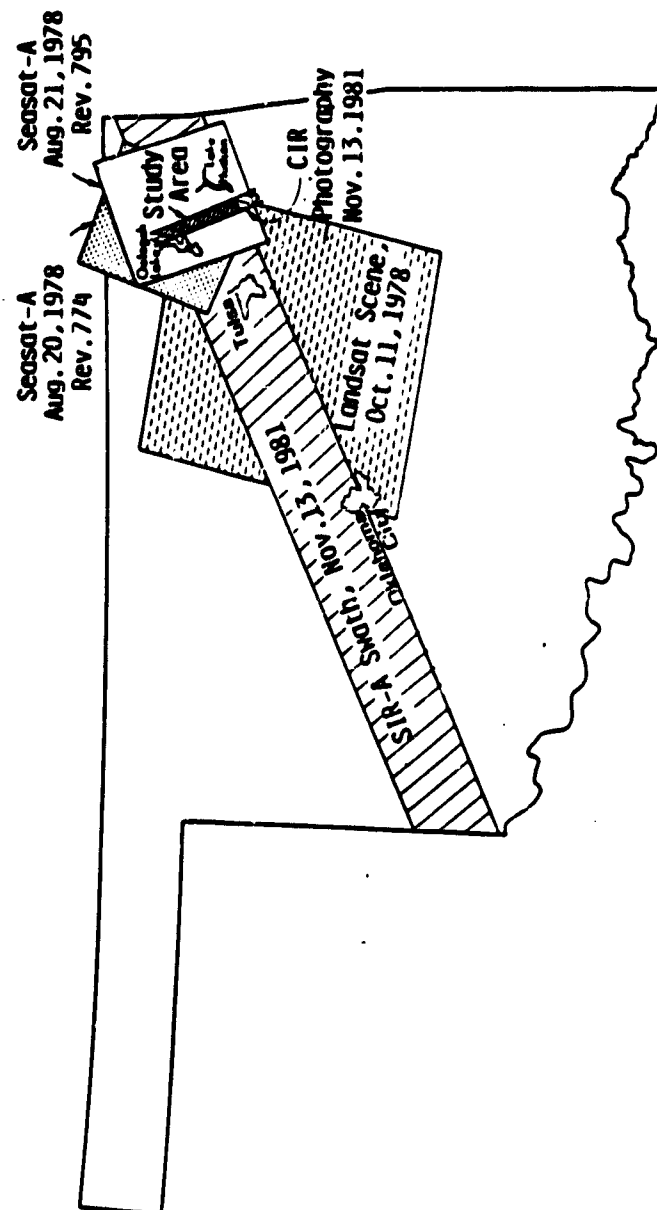 Seasat-A
Aug. 21, 1978
Rev. 795
Seasat-A
Aug. 20, 1978
Rev. 774
Study
Area
Lake
CIR
Photography
Nov. 13. 1981
Tulsa
Landsat Scene,
Oct. 11, 1978
SIR-A Swath, Nov. 13, 1981
Oklahoma
City